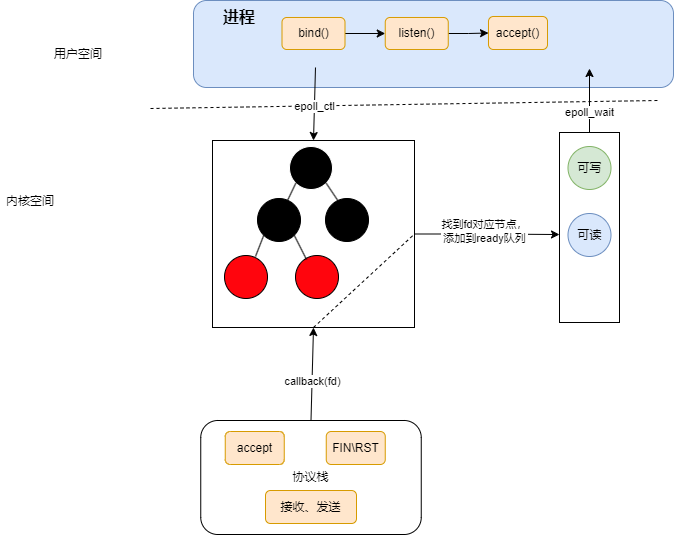 进程
bind()
listen()
accept()
用户空间
epoll_ctl
epoll_wait
可写
内核空间
找到fd对应节点，
添加到ready队列
可读
callback(fd)
accept
FIN\RST
协议栈
接收、发送